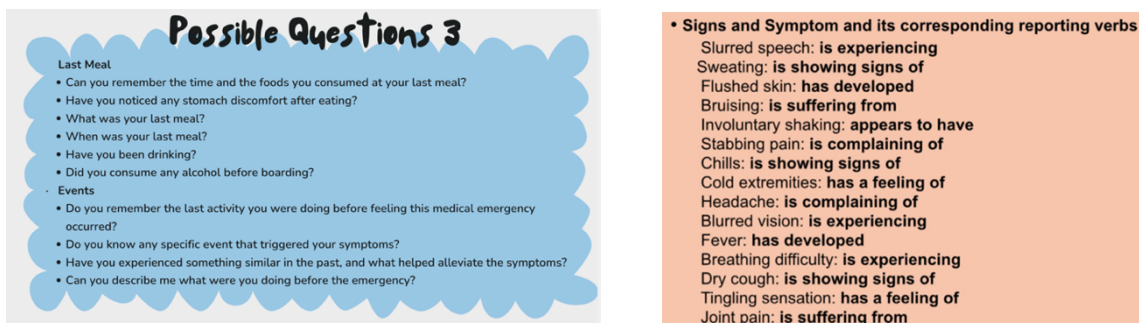 Possible Questions 3
Last Meal
• Can you remember the time and the foods you consumed at your last meal?
• Have you noticed any stomach discomfort after eating?
• What was your last meal?
• When was your last meal?
• Have you been drinking?
• Did you consume any alcohol before boarding?
· Events
• Do you remember the last activity you were doing before feeling this medical emergency
occurred?
• Do you know any specific event that triggered your symptoms?
• Have you experienced something similar in the past, and what helped alleviate the symptoms?
• Can you describe me what were you doing before the emergency?
• Signs and Symptom and its corresponding reporting verbs
Slurred speech: is experiencing
Sweating: is showing signs of
Flushed skin: has developed
Bruising: is suffering from
Involuntary shaking: appears to have
Stabbing pain: is complaining of
Chills: is showing signs of
Cold extremities: has a feeling of
Headache: is complaining of
Blurred vision: is experiencing
Fever: has developed
Breathing difficulty: is experiencing
Dry cough: is showing signs of
Tingling sensation: has a feeling of
Joint pain: is suffering from